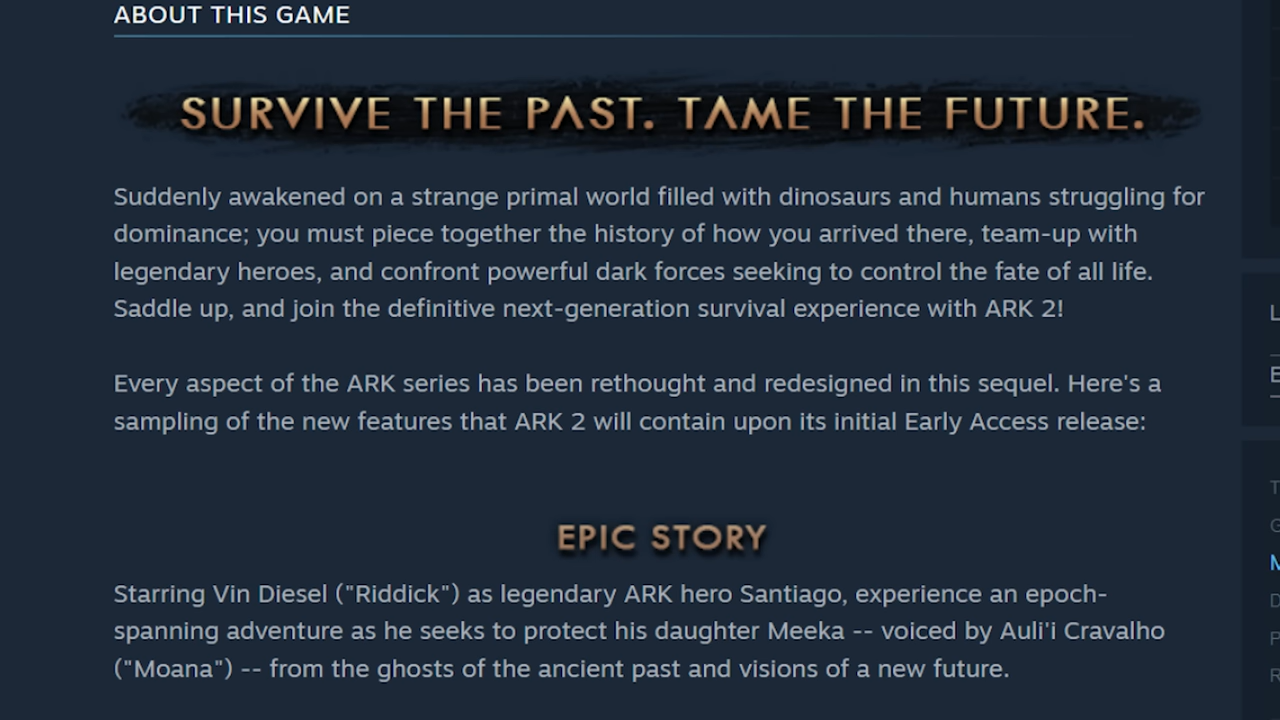 ABOUT THIS GAME
SURVIVE THE PAST. TAME THE FUTURE.
Suddenly awakened on a strange primal world filled with dinosaurs and humans struggling for
dominance; you must piece together the history of how you arrived there, team-up with
legendary heroes, and confront powerful dark forces seeking to control the fate of all life.
Saddle up, and join the definitive next-generation survival experience with ARK 2!
Every aspect of the ARK series has been rethought and redesigned in this sequel. Here's a
sampling of the new features that ARK 2 will contain upon its initial Early Access release:
EPIC STORY
Starring Vin Diesel ("Riddick") as legendary ARK hero Santiago, experience an epoch-
spanning adventure as he seeks to protect his daughter Meeka -- voiced by Auli'i Cravalho
("Moana") -- from the ghosts of the ancient past and visions of a new future.